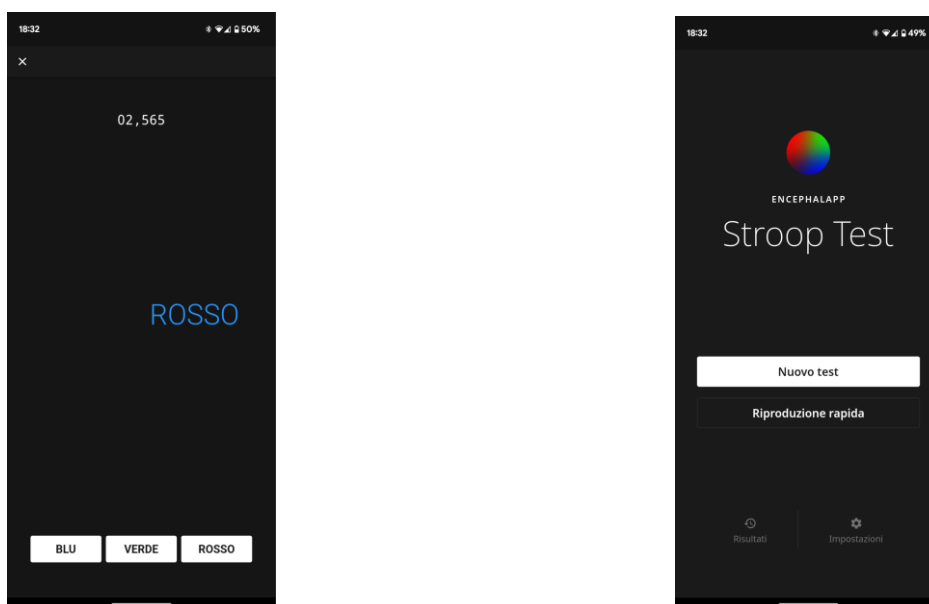 18:32
50%
×
02,565
ROSSO
BLU
VERDE
ROSSO
18:32
49%
ENCEPHALAPP
Stroop Test
Nuovo test
Riproduzione rapida
Risultati
Impostazioni